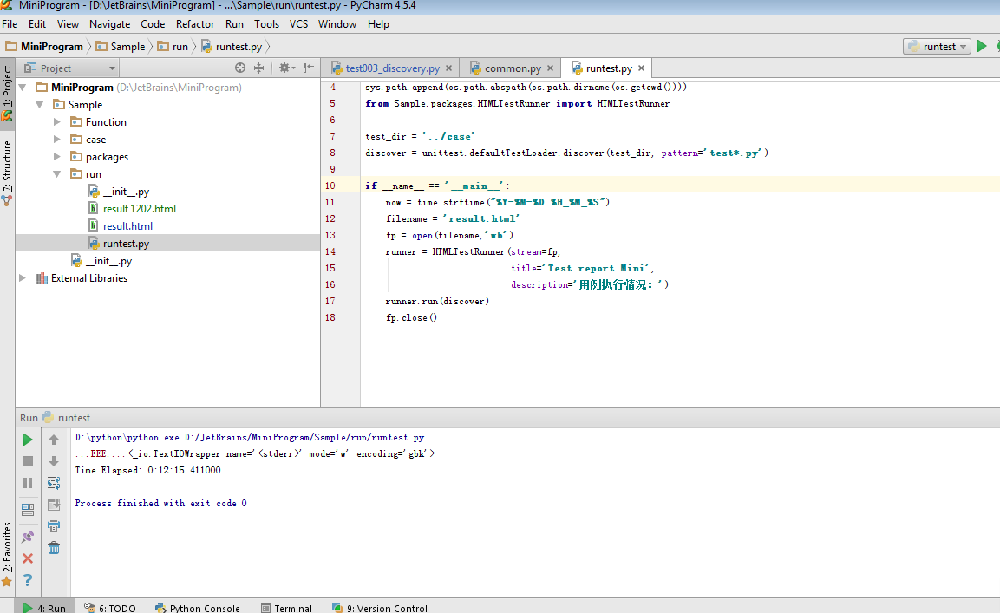 MiniProgram - [D:\JetBrains\MiniProgram] - ...\Sample\run\runtest.py - PyCharm 4.5.4
File Edit View Navigate Code Refactor Run Tools VCS Window Help
MiniProgram Sample run runtest.py runtest
1: Project
7: Structure
2: Favorites
Project
MiniProgram (D:\JetBrains\MiniProgram)
Sample
Function
case
packages
run
__init__.py
result1202.html
result.html
runtest.py
__init__.py
External Libraries
test003_discovery.py common.py runtest.py
4 sys.path.append(os.path.abspath(os.path.dirname(os.getcwd())))
5 from Sample.packages.HTMLTestRunner import HTMLTestRunner
6
7 test_dir = '../case'
8 discover = unittest.defaultTestLoader.discover(test_dir, pattern='test*.py')
9
10 if __name__ == '__main__':
11 now = time.strftime("%Y-%M-%D %H_%M_%S")
12 filename = 'result.html'
13 fp = open(filename,'wb')
14 runner = HTMLTestRunner(stream=fp,
15 title='Test report Mini',
16 description='用例执行情况：')
17 runner.run(discover)
18 fp.close()
Run runtest
D:\python\python.exe D:/JetBrains/MiniProgram/Sample/run/runtest.py
...EEE....<_io.TextIOWrapper name='<stderr>' mode='w' encoding='gbk'>
Time Elapsed: 0:12:15.411000
Process finished with exit code 0
4: Run 6: TODO Python Console Terminal 9: Version Control